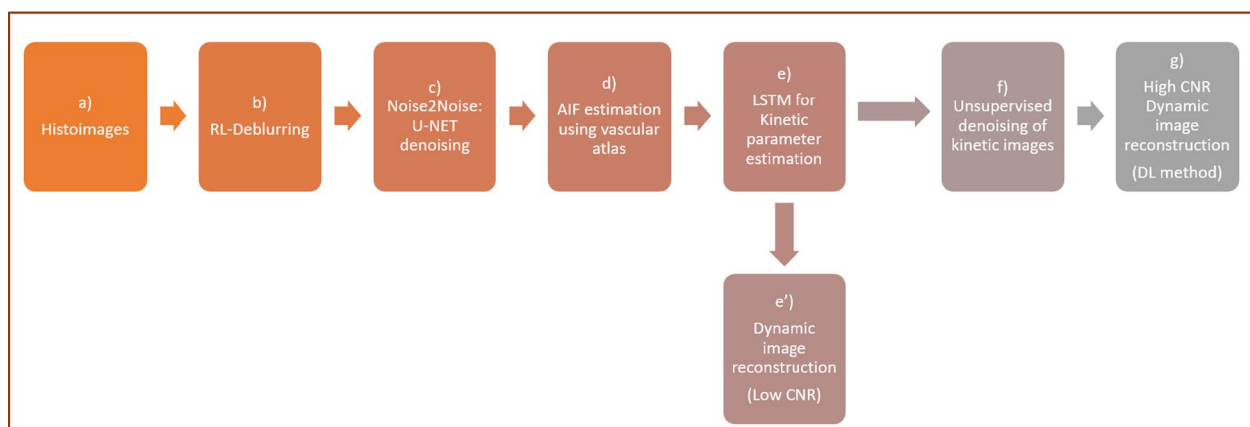 a)
Histoimages
b)
RL-Deblurring
c)
Noise2Noise:
U-NET
denoising
d)
AIF estimation
using vascular
atlas
e)
LSTM for
Kinetic
parameter
estimation
f)
Unsupervised
denoising of
kinetic images
g)
High CNR
Dynamic
image
reconstruction
(DL method)
e’)
Dynamic
image
reconstruction
(Low CNR)